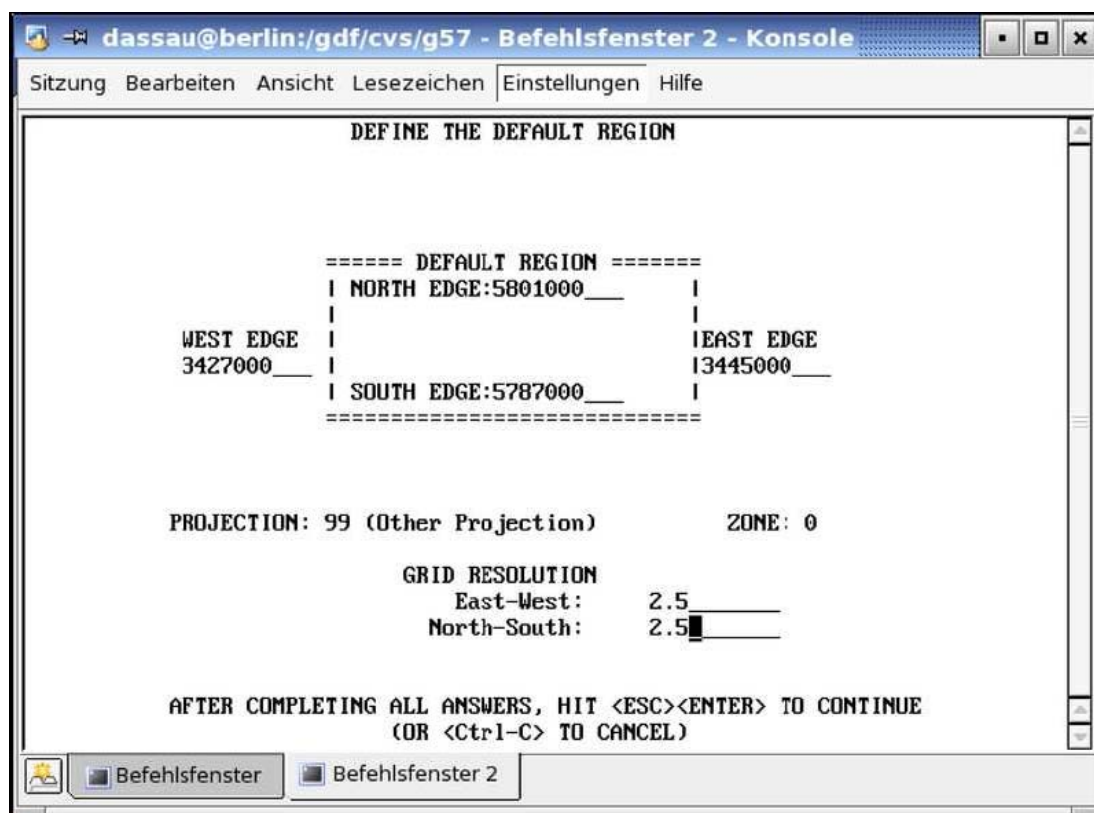 dassau@berlin:/gdf/cvs/g57 - Befehlsfenster 2 - Konsole
Sitzung Bearbeiten Ansicht Lesezeichen Einstellungen Hilfe
DEFINE THE DEFAULT REGION
====== DEFAULT REGION =======
| NORTH EDGE:5801000___ |
| |
WEST EDGE | |EAST EDGE
3427000___ | |3445000___
| SOUTH EDGE:5787000___ |
=============================
PROJECTION: 99 (Other Projection) ZONE: 0
GRID RESOLUTION
East-West: 2.5_______
North-South: 2.5_______
AFTER COMPLETING ALL ANSWERS, HIT <ESC><ENTER> TO CONTINUE
(OR <Ctrl-C> TO CANCEL)
Befehlsfenster Befehlsfenster 2